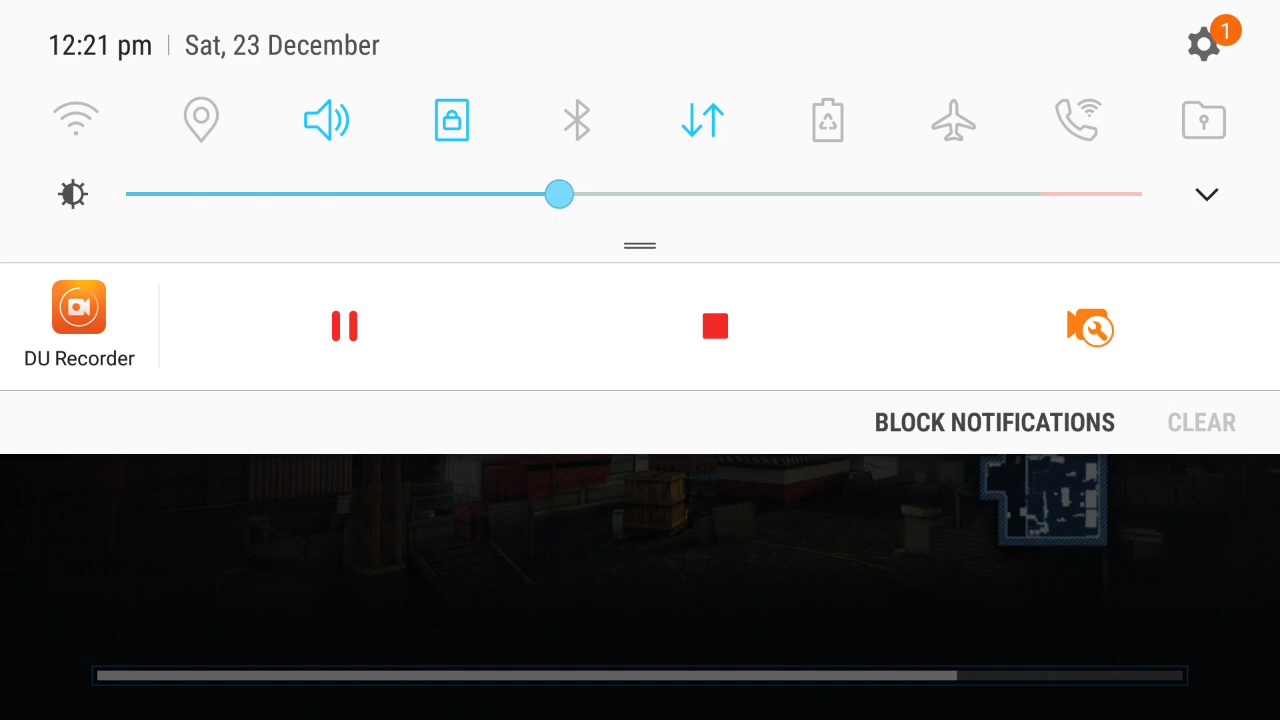 12:21 pm Sat, 23 December 1
DU Recorder
BLOCK NOTIFICATIONS CLEAR